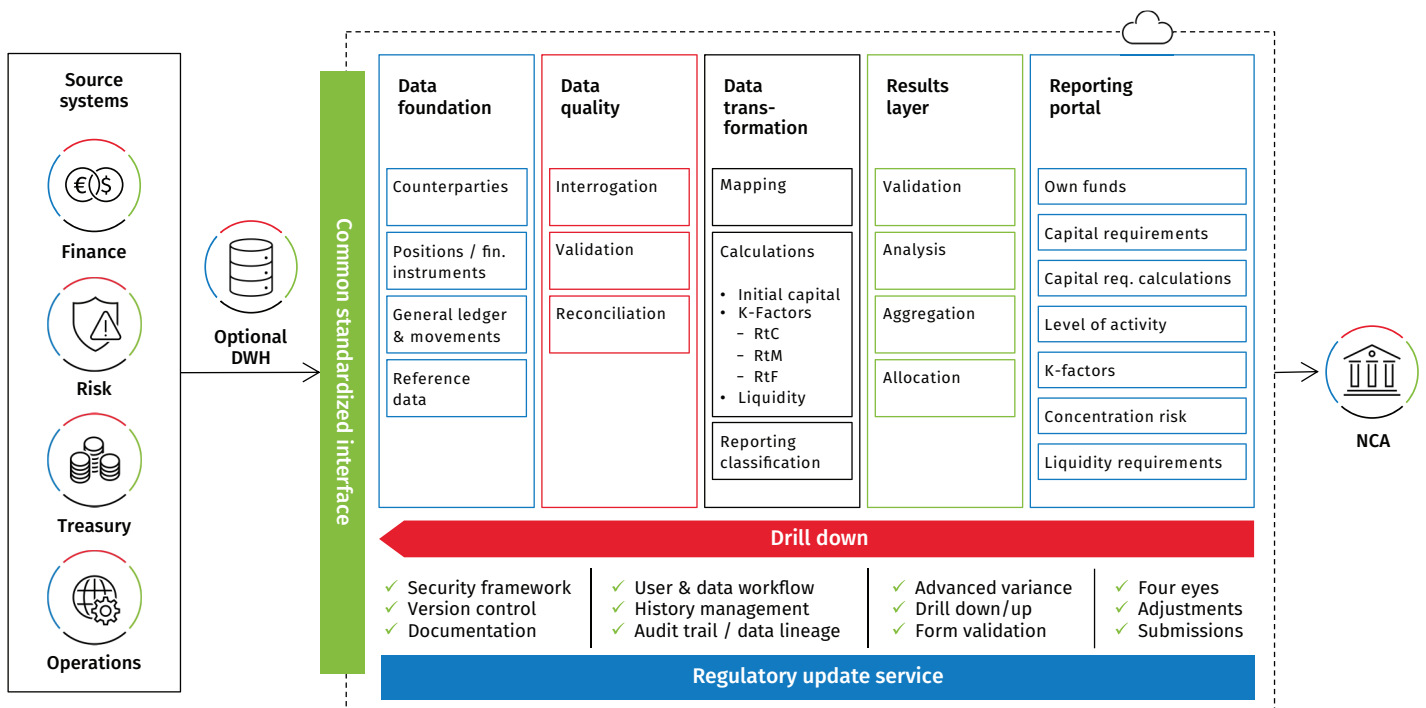 Source
systems
Finance
Risk
Treasury
Operations
Optional
DWH
Common standardized interface
Data
foundation
Counterparties
Positions / fin.
instruments
General ledger
& movements
Reference
data
Data
quality
Interrogation
Validation
Reconciliation
Data
trans-
formation
Mapping
Calculations
• Initial capital
• K-Factors
– RtC
– RtM
– RtF
• Liquidity
Reporting
classification
Results
layer
Validation
Analysis
Aggregation
Allocation
Reporting
portal
Own funds
Capital requirements
Capital req. calculations
Level of activity
K-factors
Concentration risk
Liquidity requirements
NCA
Drill down
✓ Security framework
✓ Version control
✓ Documentation
✓ User & data workflow
✓ History management
✓ Audit trail / data lineage
✓ Advanced variance
✓ Drill down/up
✓ Form validation
✓ Four eyes
✓ Adjustments
✓ Submissions
Regulatory update service